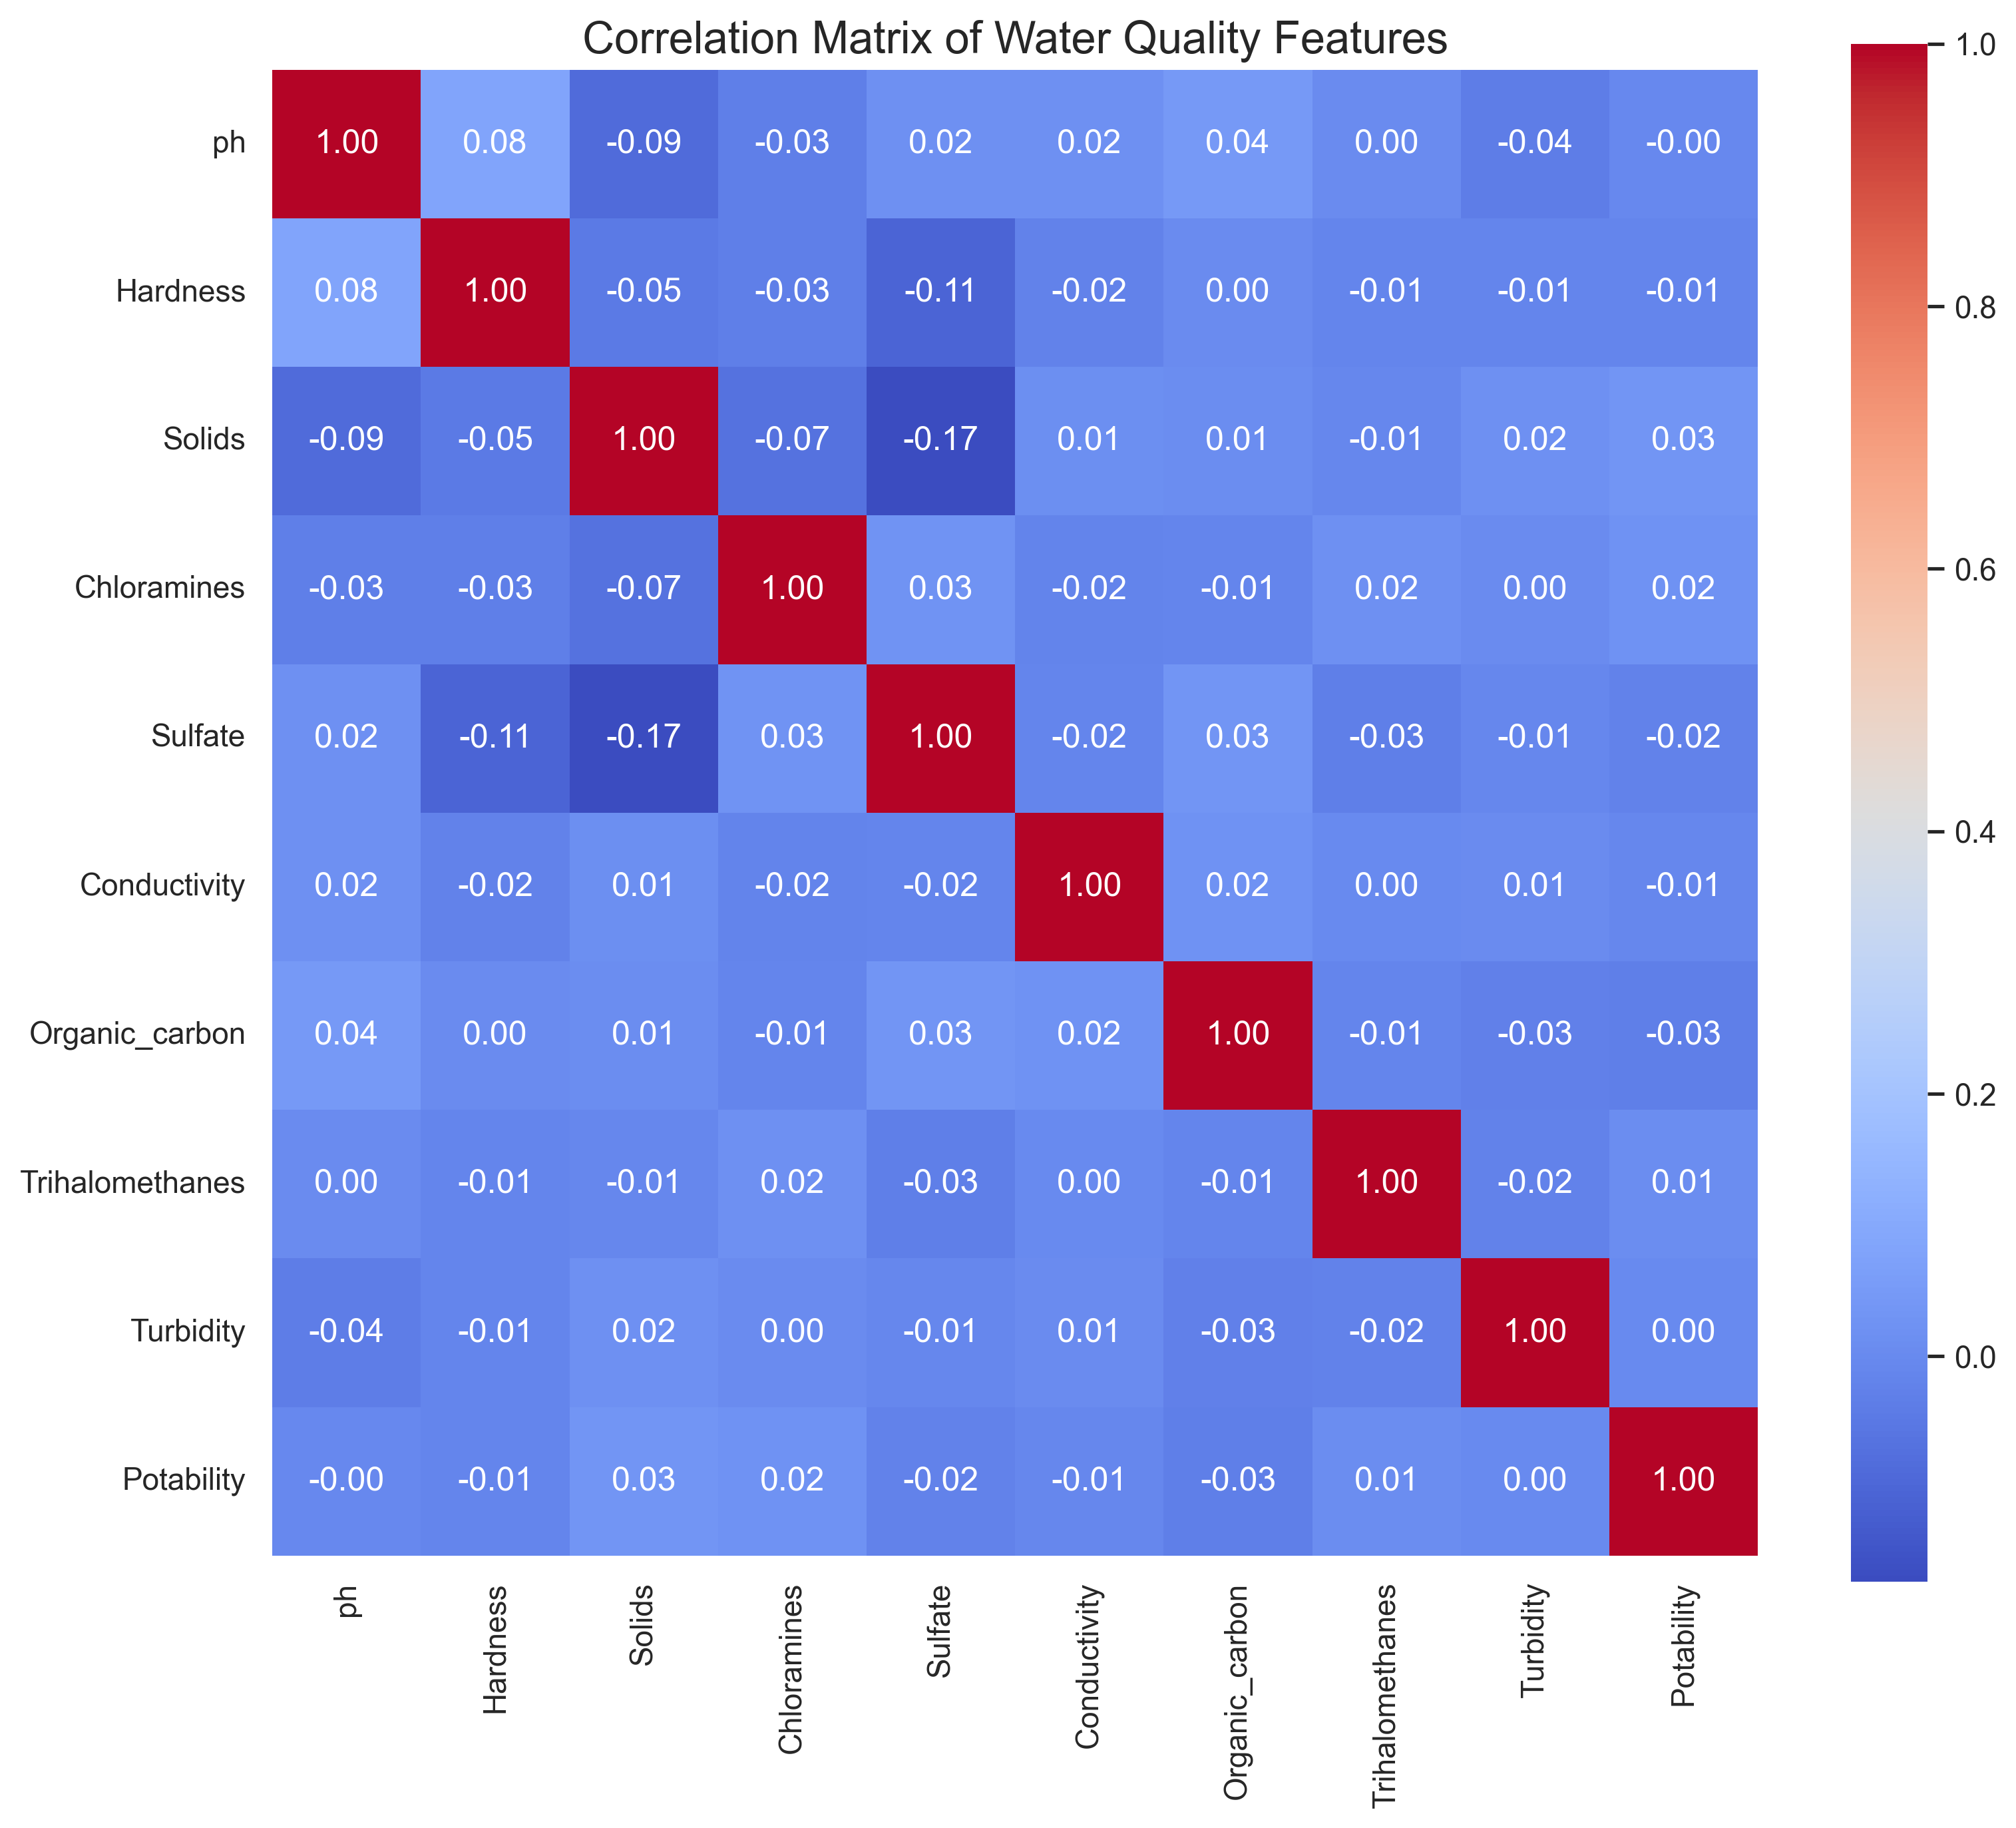 Correlation Matrix of Water Quality Features
ph 1.00 0.08 -0.09 -0.03 0.02 0.02 0.04 0.00 -0.04 -0.00
Hardness 0.08 1.00 -0.05 -0.03 -0.11 -0.02 0.00 -0.01 -0.01 -0.01
Solids -0.09 -0.05 1.00 -0.07 -0.17 0.01 0.01 -0.01 0.02 0.03
Chloramines -0.03 -0.03 -0.07 1.00 0.03 -0.02 -0.01 0.02 0.00 0.02
Sulfate 0.02 -0.11 -0.17 0.03 1.00 -0.02 0.03 -0.03 -0.01 -0.02
Conductivity 0.02 -0.02 0.01 -0.02 -0.02 1.00 0.02 0.00 0.01 -0.01
Organic_carbon 0.04 0.00 0.01 -0.01 0.03 0.02 1.00 -0.01 -0.03 -0.03
Trihalomethanes 0.00 -0.01 -0.01 0.02 -0.03 0.00 -0.01 1.00 -0.02 0.01
Turbidity -0.04 -0.01 0.02 0.00 -0.01 0.01 -0.03 -0.02 1.00 0.00
Potability -0.00 -0.01 0.03 0.02 -0.02 -0.01 -0.03 0.01 0.00 1.00
ph
Hardness
Solids
Chloramines
Sulfate
Conductivity
Organic_carbon
Trihalomethanes
Turbidity
Potability
1.0
0.8
0.6
0.4
0.2
0.0